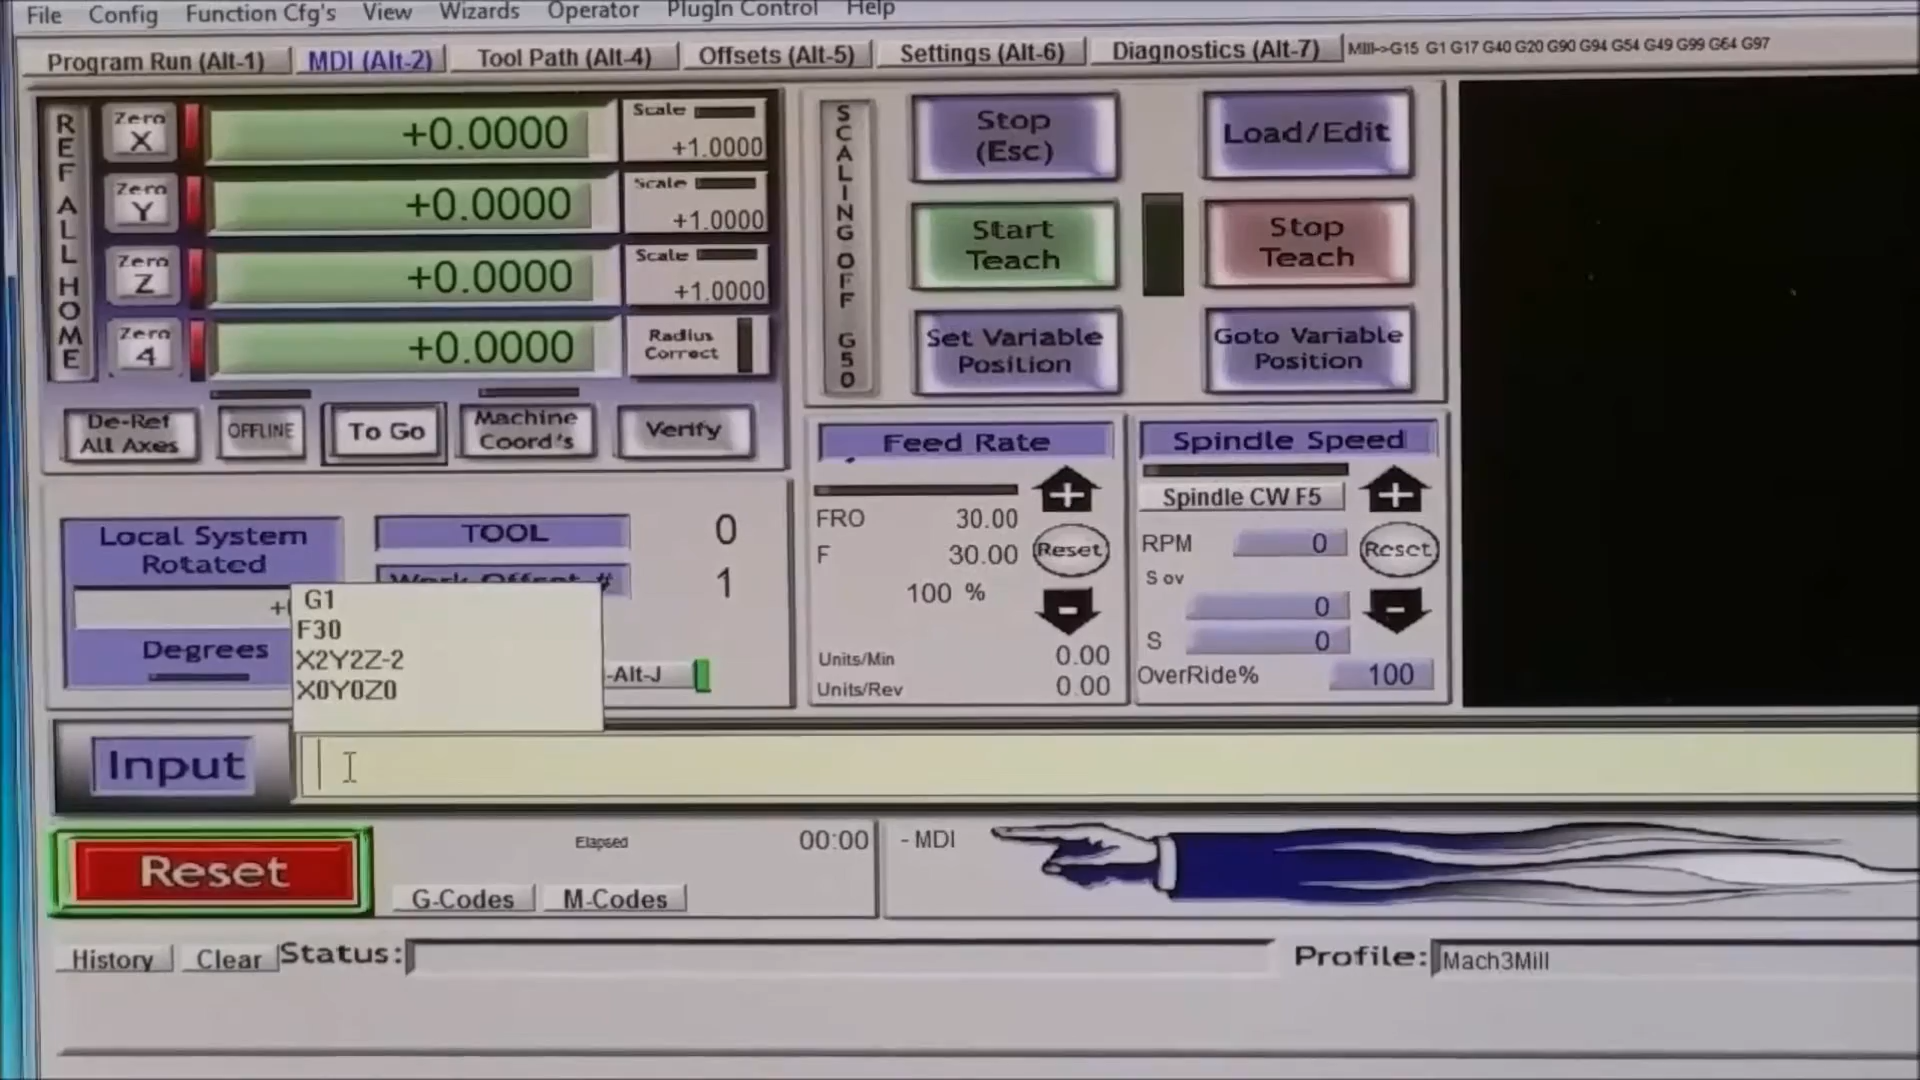 File Config Function Cfg's View Wizards Operator PlugIn Control Help
Program Run (Alt-1) MDI (Alt-2) Tool Path (Alt-4) Offsets (Alt-5) Settings (Alt-6) Diagnostics (Alt-7) Mill->G15 G1 G17 G40 G20 G90 G94 G54 G49 G99 G64 G97
REF ALL HOME
Zero X +0.0000 Scale +1.0000
Zero Y +0.0000 Scale +1.0000
Zero Z +0.0000 Scale +1.0000
Zero 4 +0.0000 Radius Correct
De-Ref All Axes OFFLINE To Go Machine Coord's Verify
SCALING OFF G50
Stop (Esc) Load/Edit
Start Teach Stop Teach
Set Variable Position Goto Variable Position
Local System Rotated
Degrees
TOOL 0
Work Offset # 1
-Alt-J
G1
F30
X2Y2Z-2
X0Y0Z0
Feed Rate
FRO 30.00
F 30.00 Reset
100 %
Units/Min 0.00
Units/Rev 0.00
Spindle Speed
Spindle CW F5
RPM 0 Reset
S ov 0
S 0
OverRide% 100
Input
Reset
Elapsed 00:00
G-Codes M-Codes
- MDI
History Clear Status: Profile: Mach3Mill